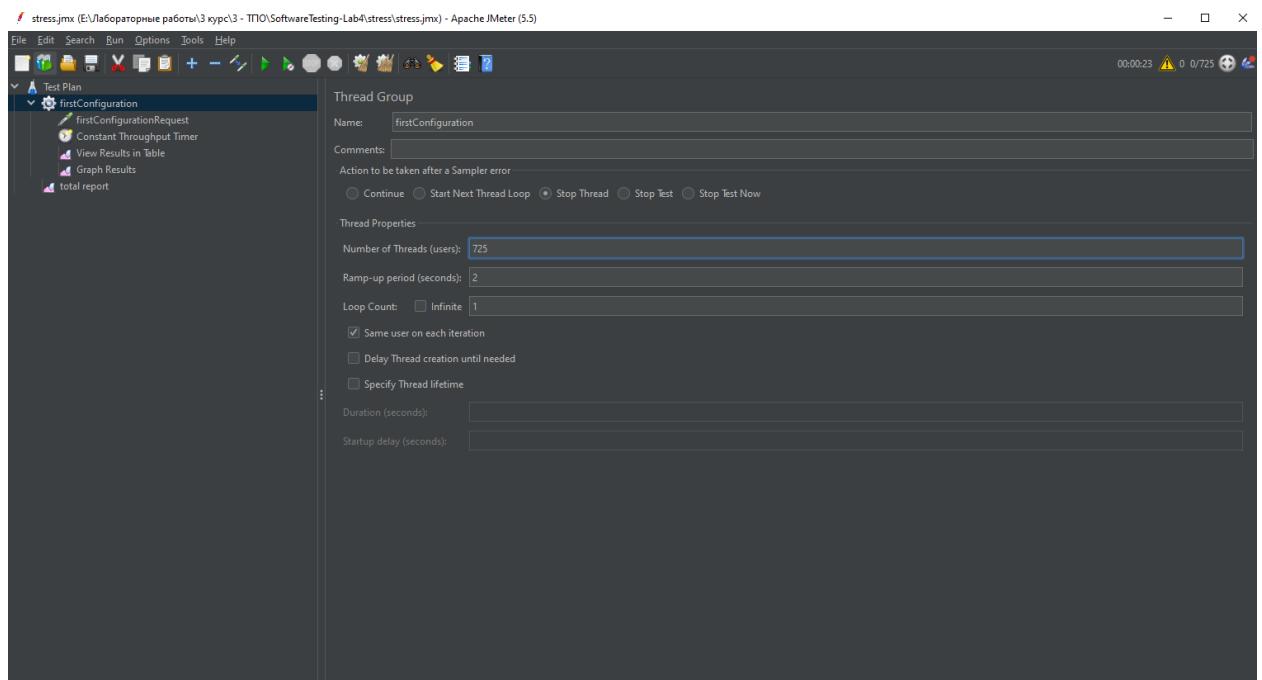 stress.jmx (E:\Лабораторные работы\3 курс\3 - ТПО\SoftwareTesting-Lab4\stress\stress.jmx) - Apache JMeter (5.5)
File Edit Search Run Options Tools Help
00:00:23 0 0/725
Test Plan
firstConfiguration
firstConfigurationRequest
Constant Throughput Timer
View Results in Table
Graph Results
total report
Thread Group
Name: firstConfiguration
Comments:
Action to be taken after a Sampler error
Continue Start Next Thread Loop Stop Thread Stop Test Stop Test Now
Thread Properties
Number of Threads (users): 725
Ramp-up period (seconds): 2
Loop Count: Infinite 1
Same user on each iteration
Delay Thread creation until needed
Specify Thread lifetime
Duration (seconds):
Startup delay (seconds):